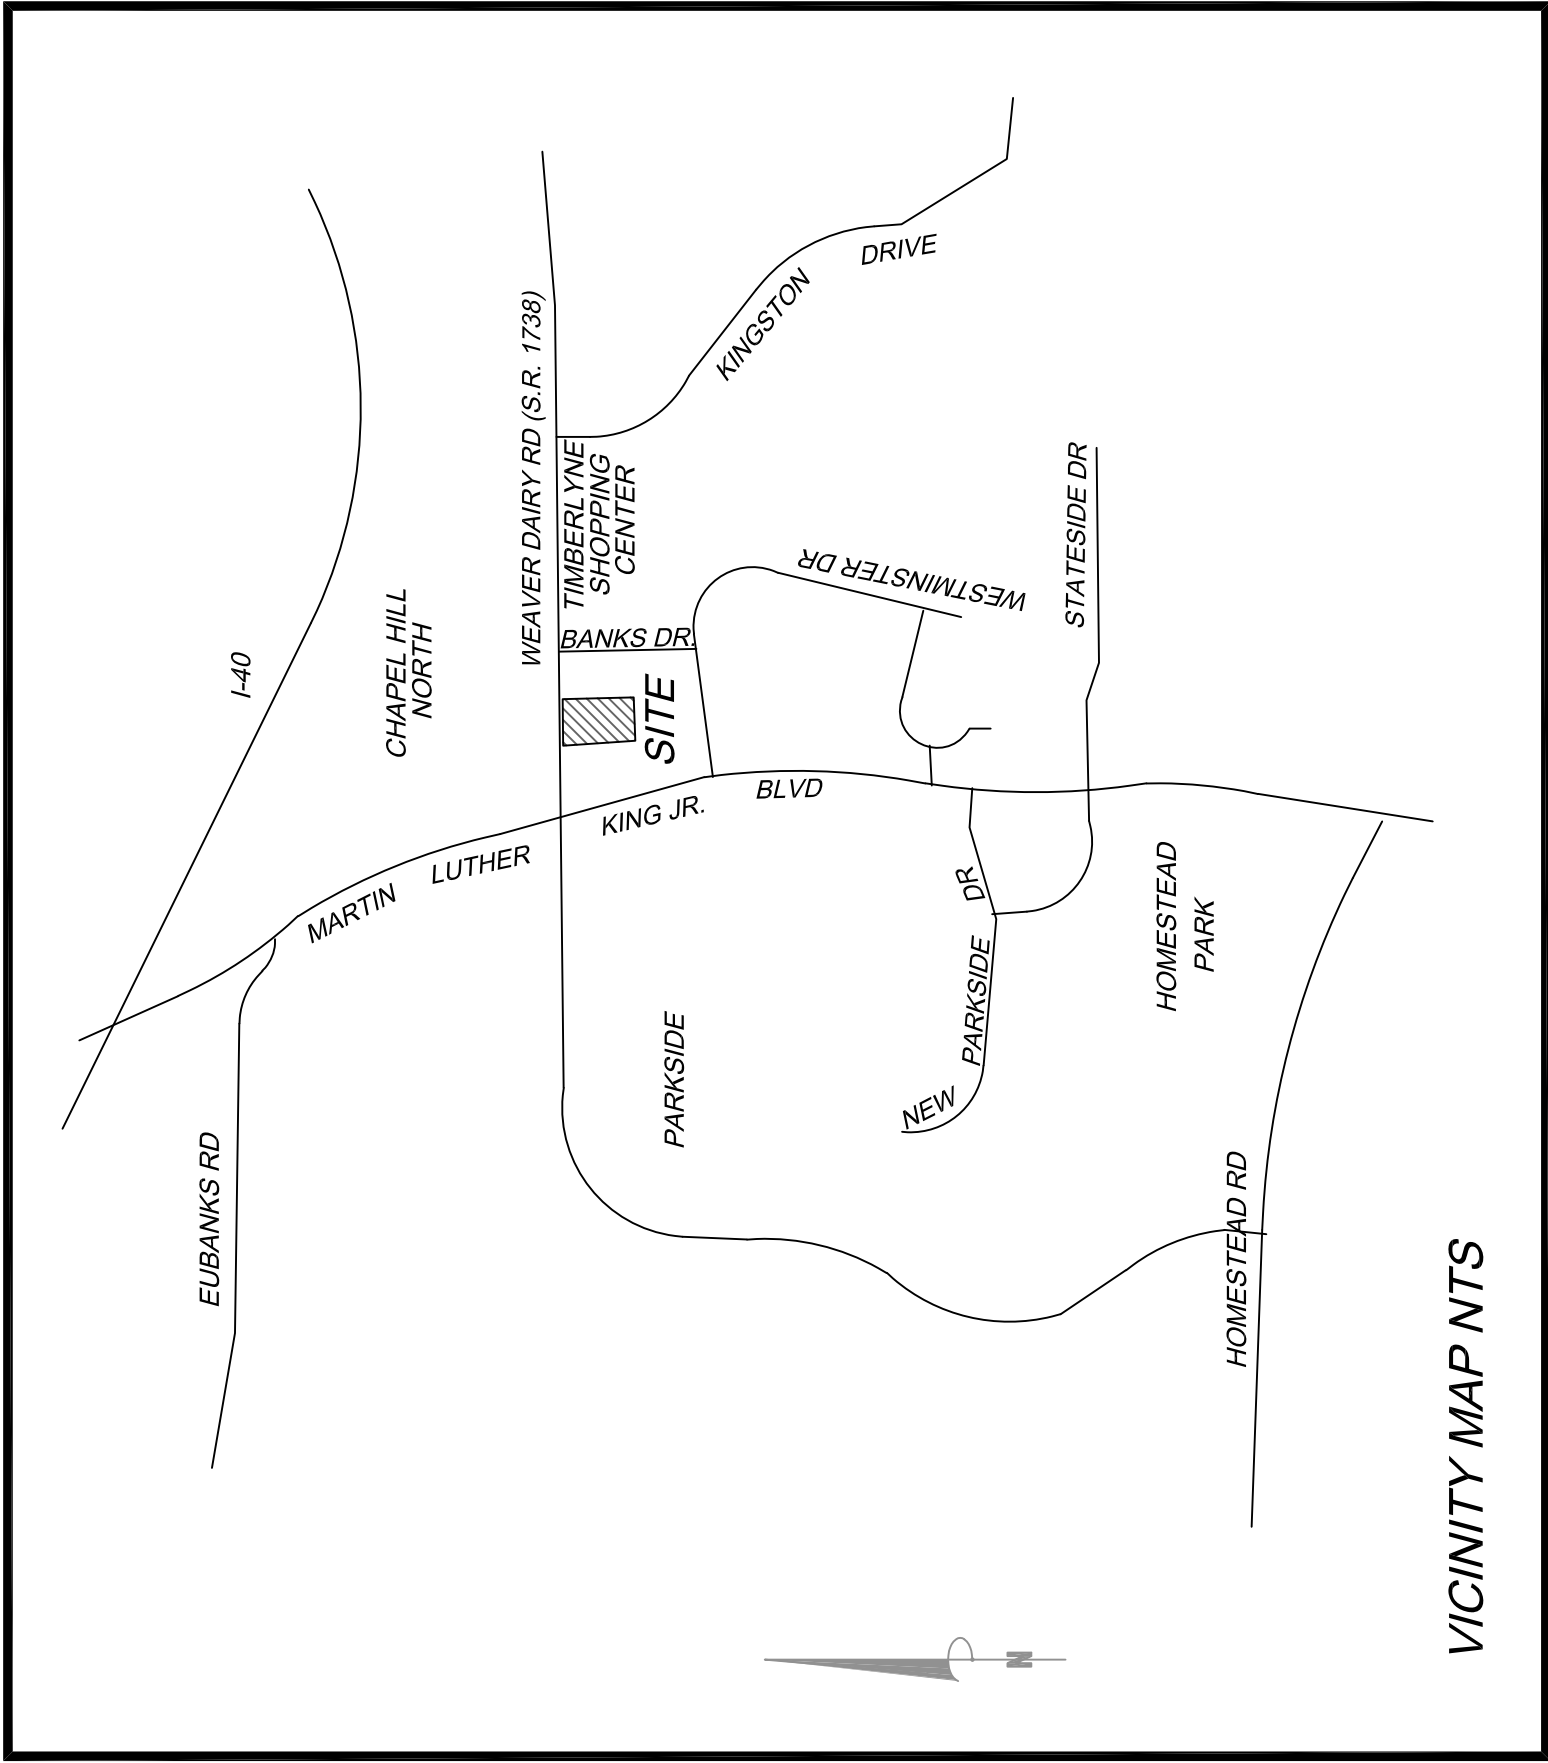 I-40
CHAPEL HILL
NORTH
WEAVER DAIRY RD (S.R. 1738)
TIMBERLYNE
SHOPPING
CENTER
BANKS DR.
SITE
KINGSTON DRIVE
WESTMINSTER DR
STATESIDE DR
MARTIN LUTHER KING JR. BLVD
EUBANKS RD
PARKSIDE
NEW PARKSIDE DR
HOMESTEAD
PARK
HOMESTEAD RD
N
VICINITY MAP NTS